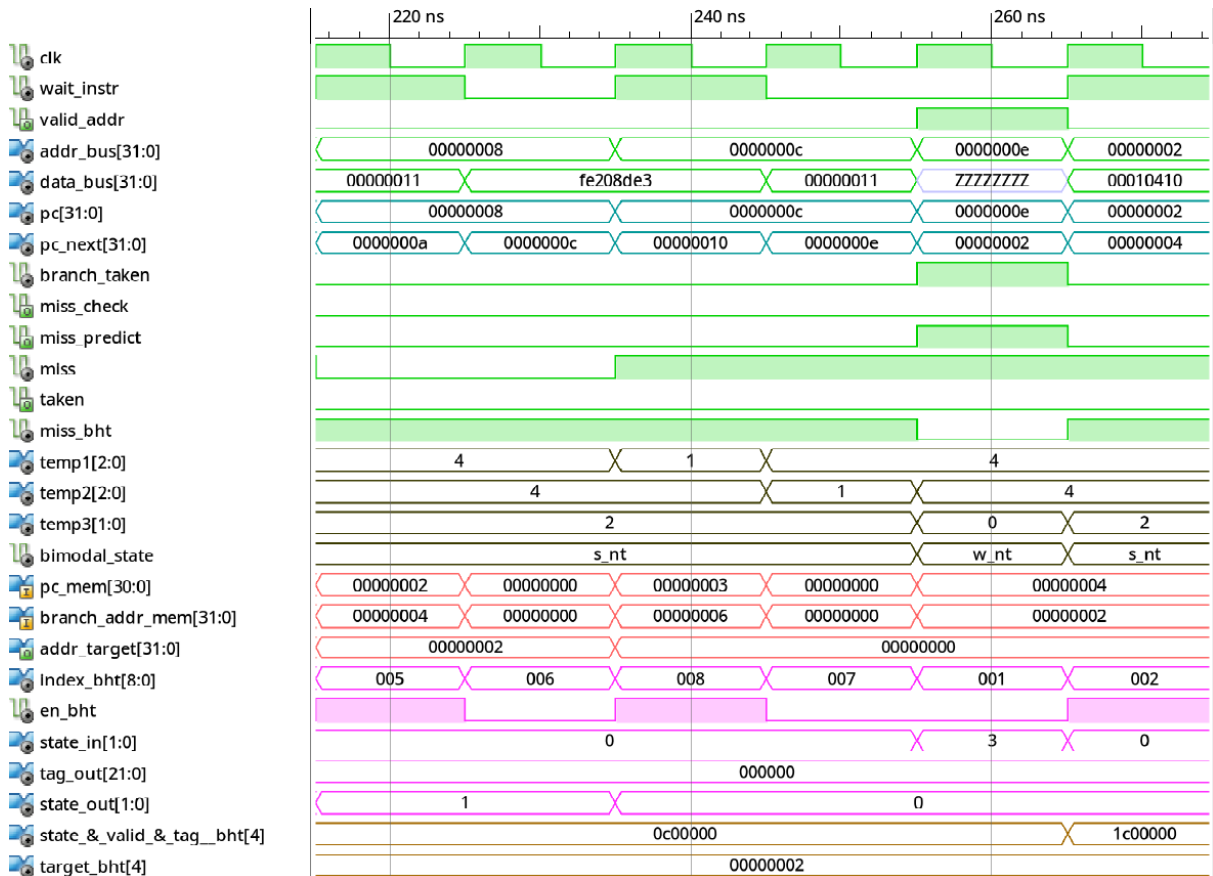 220 ns 240 ns 260 ns
clk
wait_instr
valid_addr
addr_bus[31:0] 00000008 0000000c 0000000e 00000002
data_bus[31:0] 00000011 fe208de3 00000011 ZZZZZZZZ 00010410
pc[31:0] 00000008 0000000c 0000000e 00000002
pc_next[31:0] 0000000a 0000000c 00000010 0000000e 00000002 00000004
branch_taken
miss_check
miss_predict
miss
taken
miss_bht
temp1[2:0] 4 1 4
temp2[2:0] 4 1 4
temp3[1:0] 2 0 2
bimodal_state s_nt w_nt s_nt
pc_mem[30:0] 00000002 00000000 00000003 00000000 00000004
branch_addr_mem[31:0] 00000004 00000000 00000006 00000000 00000002
addr_target[31:0] 00000002 00000000
index_bht[8:0] 005 006 008 007 001 002
en_bht
state_in[1:0] 0 3 0
tag_out[21:0] 000000
state_out[1:0] 1 0
state_&_valid_&_tag__bht[4] 0c00000 1c00000
target_bht[4] 00000002